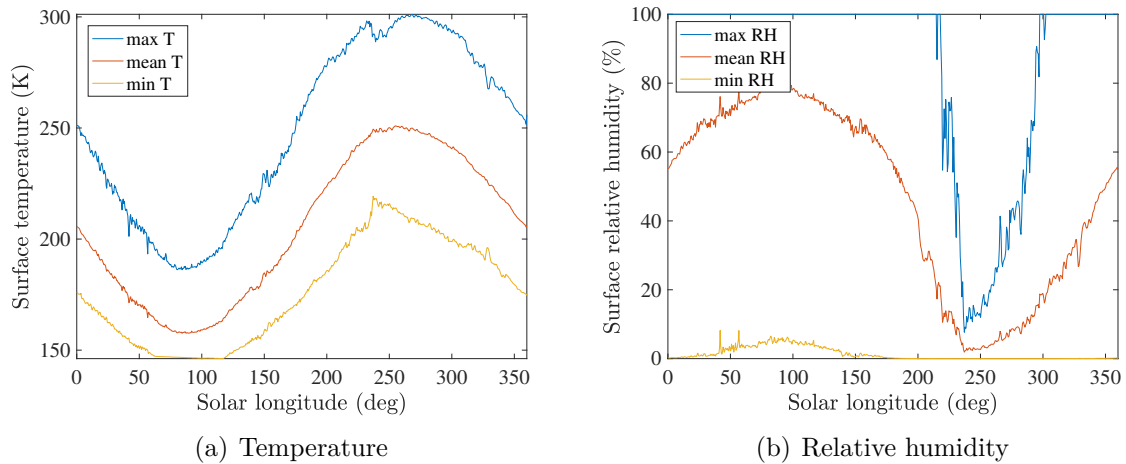 300
250
200
150
0
50
100
150
200
250
300
350
Surface temperature (K)
Solar longitude (deg)
max T
mean T
min T
(a) Temperature
100
80
60
40
20
0
0
50
100
150
200
250
300
350
Surface relative humidity (%)
Solar longitude (deg)
max RH
mean RH
min RH
(b) Relative humidity